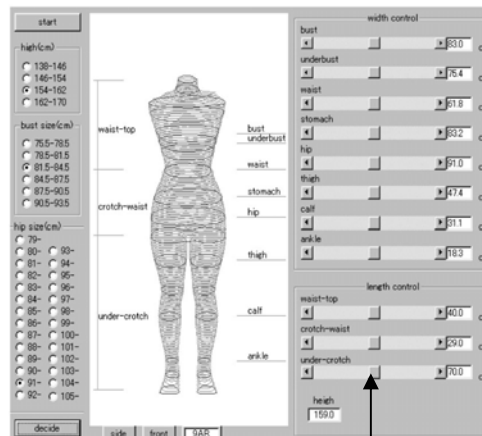 start
high(cm)
138-146
146-154
154-162
162-170
bust size(cm)
75.5-78.5
78.5-81.5
81.5-84.5
84.5-87.5
87.5-90.5
90.5-93.5
hip size(cm)
79-
80- 93-
81- 94-
82- 95-
83- 96-
84- 97-
85- 98-
86- 99-
87- 100-
88- 101-
89- 102-
90- 103-
91- 104-
92- 105-
decide
waist-top
crotch-waist
under-crotch
bust
underbust
waist
stomach
hip
thigh
calf
ankle
side front 9AR
width control
bust
83.0
underbust
75.4
waist
61.8
stomach
83.2
hip
91.0
thigh
47.4
calf
31.1
ankle
18.3
length control
waist-top
40.0
crotch-waist
29.0
under-crotch
70.0
heigh
159.0